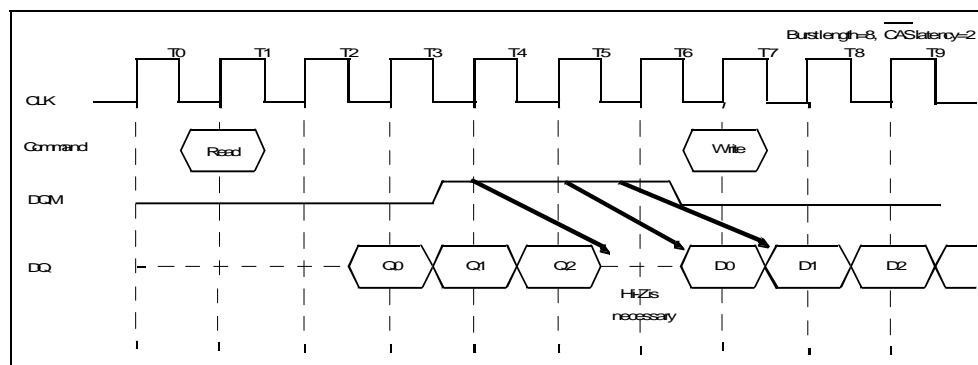 Burst length=8, CAS latency=2
T0 T1 T2 T3 T4 T5 T6 T7 T8 T9
CLK
Command Read Write
DQM
DQ Q0 Q1 Q2 D0 D1 D2
Hi-Z is
necessary